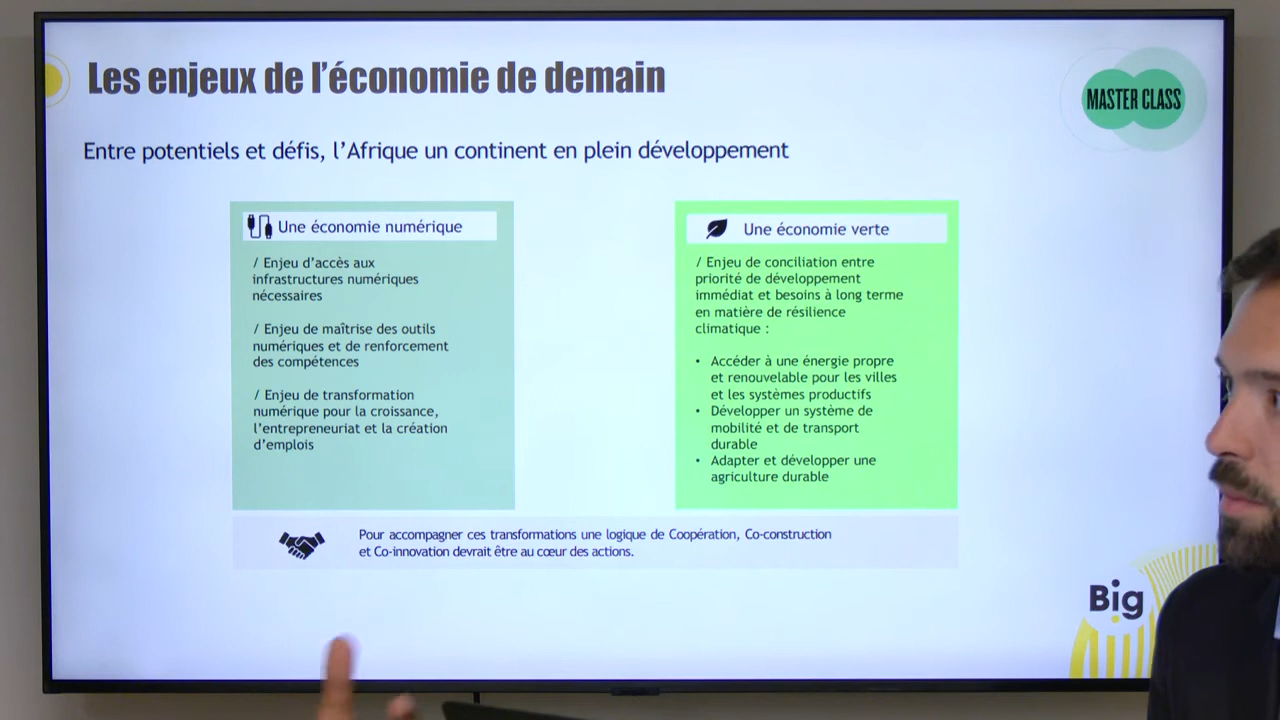 Les enjeux de l'économie de demain
MASTER CLASS
Entre potentiels et défis, l'Afrique un continent en plein développement
Une économie numérique
/ Enjeu d'accès aux
infrastructures numériques
nécessaires
/ Enjeu de maîtrise des outils
numériques et de renforcement
des compétences
/ Enjeu de transformation
numérique pour la croissance,
l'entrepreneuriat et la création
d'emplois
Une économie verte
/ Enjeu de conciliation entre
priorité de développement
immédiat et besoins à long terme
en matière de résilience
climatique :
• Accéder à une énergie propre
et renouvelable pour les villes
et les systèmes productifs
• Développer un système de
mobilité et de transport
durable
• Adapter et développer une
agriculture durable
Pour accompagner ces transformations une logique de Coopération, Co-construction
et Co-innovation devrait être au cœur des actions.
Big